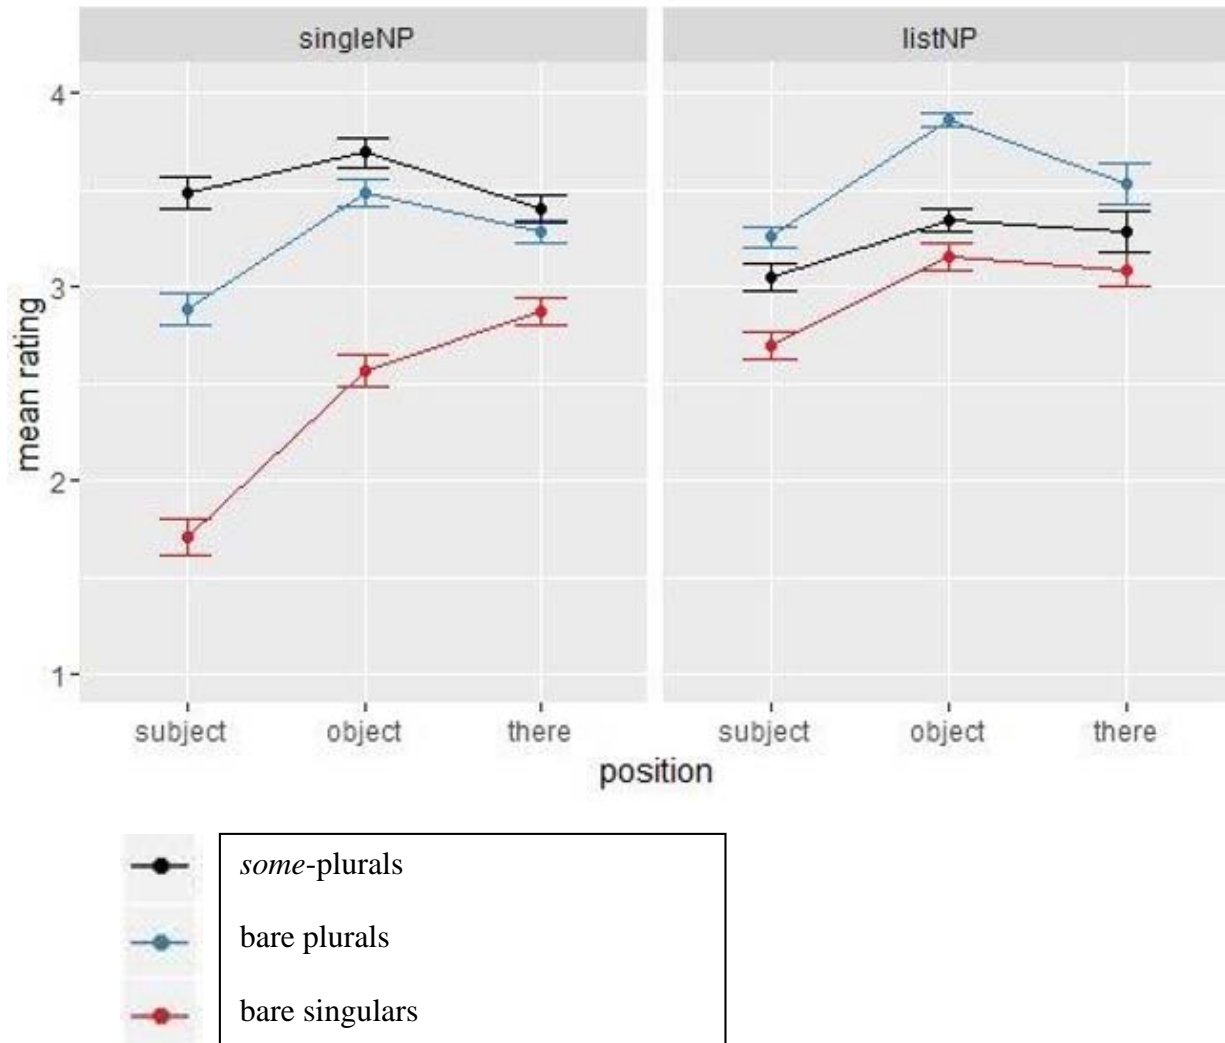 singleNP listNP
4
3
2
1
mean rating
subject object there subject object there
position
some-plurals
bare plurals
bare singulars